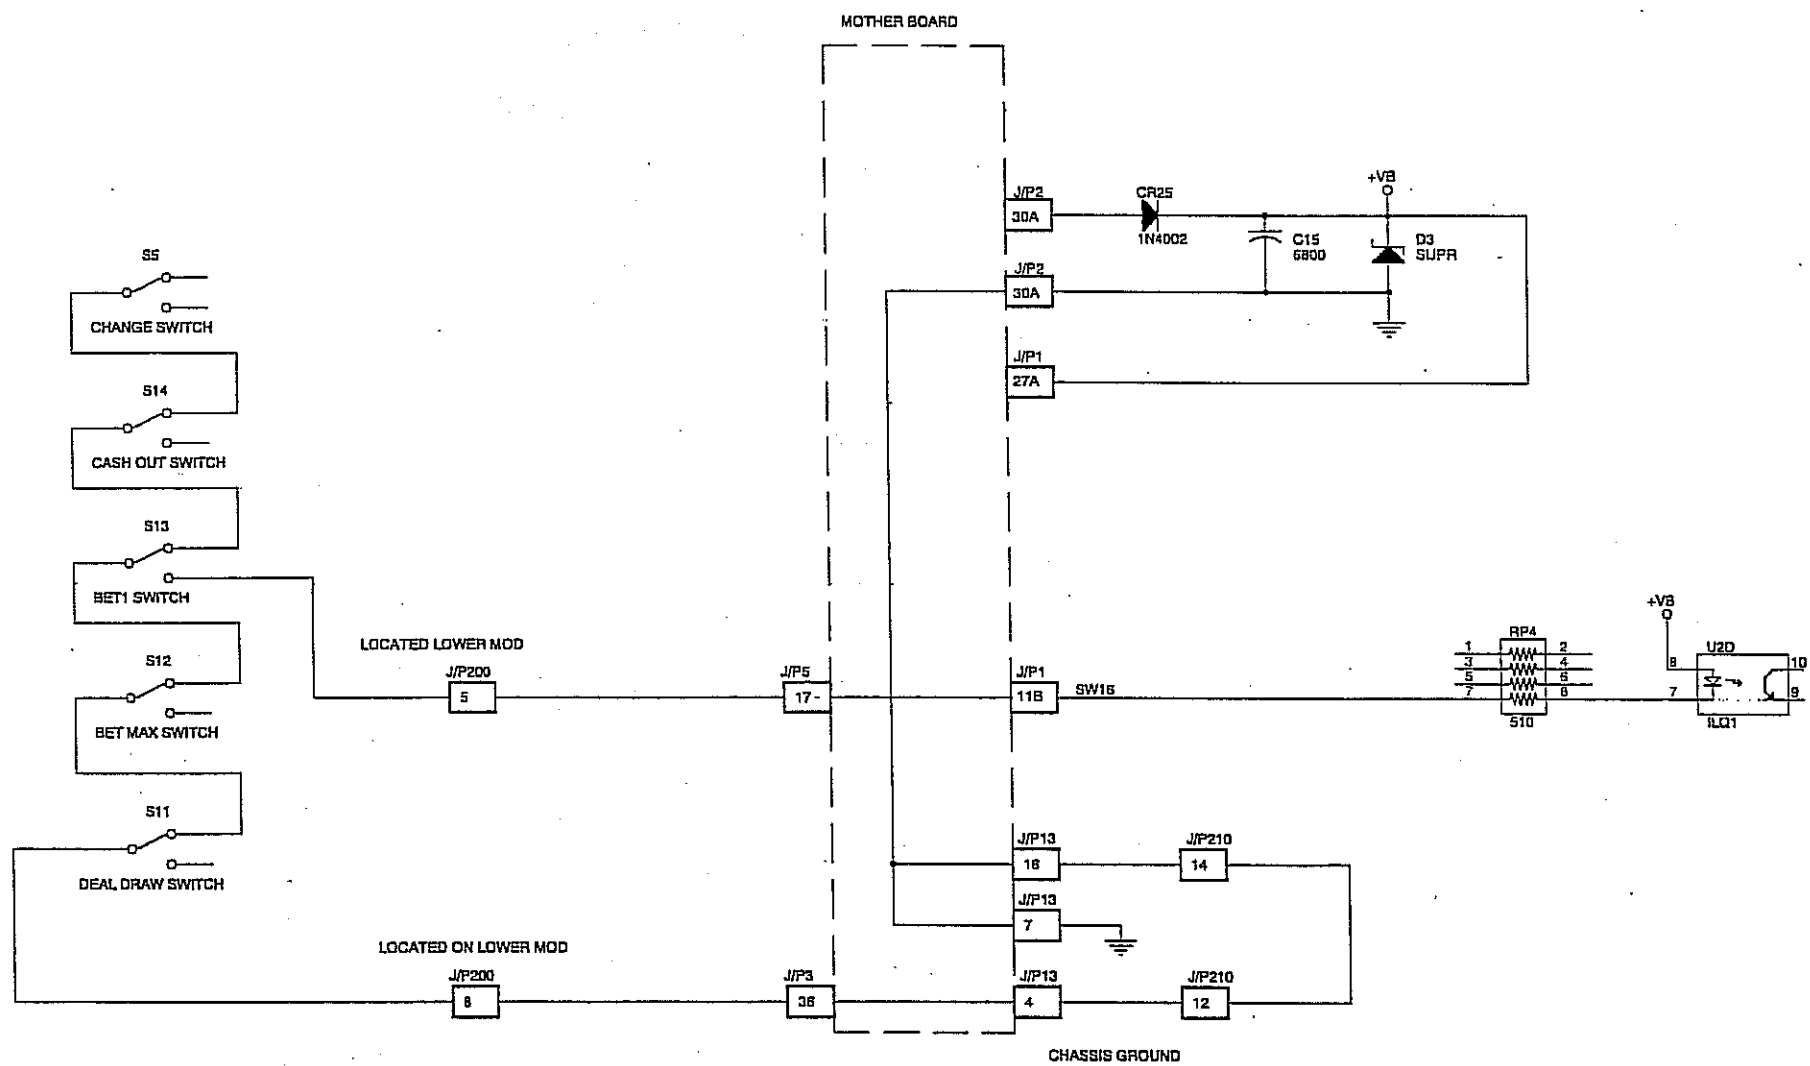 MOTHER BOARD
J/P2
30A
CR25
1N4002
C15
6800
+VB
D3
SUPR
J/P2
30A
J/P1
27A
S5
CHANGE SWITCH
S14
CASH OUT SWITCH
S13
BET1 SWITCH
S12
BET MAX SWITCH
S11
DEAL DRAW SWITCH
LOCATED LOWER MOD
J/P200
5
J/P5
17-
J/P1
11B
SW16
RP4
1 2
3 4
5 6
7 8
510
+VB
U2D
8 10
7 9
ILQ1
J/P13
16
J/P210
14
J/P13
7
LOCATED ON LOWER MOD
J/P200
6
J/P3
36
J/P13
4
J/P210
12
CHASSIS GROUND